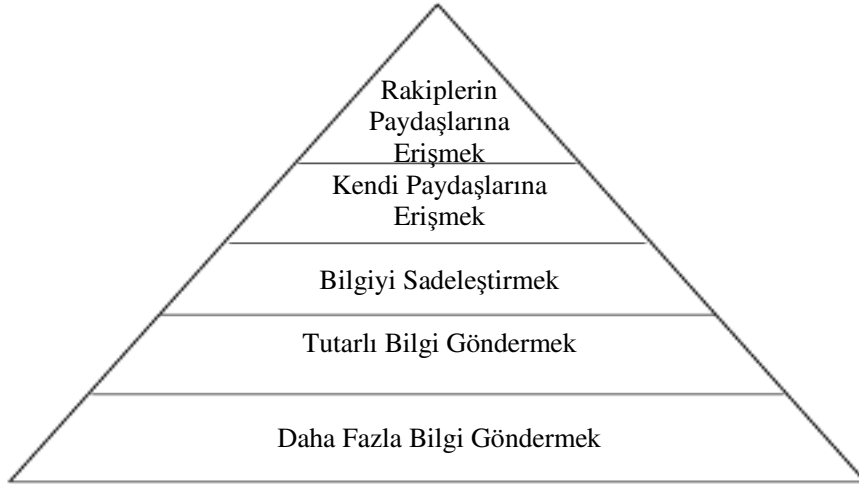 Rakiplerin
Paydaşlarına
Erişmek
Kendi Paydaşlarına
Erişmek
Bilgiyi Sadeleştirmek
Tutarlı Bilgi Göndermek
Daha Fazla Bilgi Göndermek